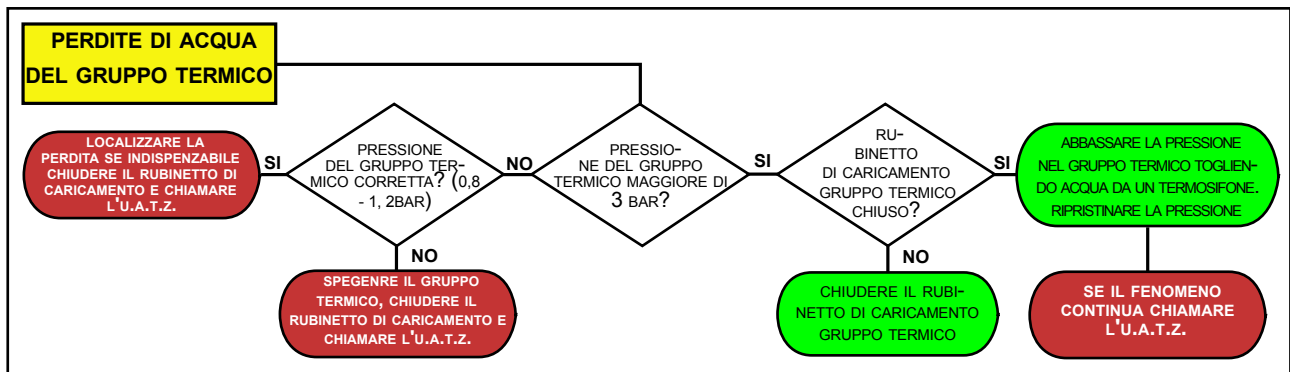 PERDITE DI ACQUA
DEL GRUPPO TERMICO
LOCALIZZARE LA
PERDITA SE INDISPENZABILE
CHIUDERE IL RUBINETTO DI
CARICAMENTO E CHIAMARE
L'U.A.T.Z.
SI
PRESSIONE
DEL GRUPPO TER-
MICO CORRETTA? (0,8
- 1, 2BAR)
NO
PRESSIO-
NE DEL GRUPPO
TERMICO MAGGIORE DI
3 BAR?
SI
RU-
BINETTO
DI CARICAMENTO
GRUPPO TERMICO
CHIUSO?
SI
ABBASSARE LA PRESSIONE
NEL GRUPPO TERMICO TOGLIEN-
DO ACQUA DA UN TERMOSIFONE.
RIPRISTINARE LA PRESSIONE
NO
SPEGENRE IL GRUPPO
TERMICO, CHIUDERE IL
RUBINETTO DI CARICAMENTO E
CHIAMARE L'U.A.T.Z.
NO
CHIUDERE IL RUBI-
NETTO DI CARICAMENTO
GRUPPO TERMICO
SE IL FENOMENO
CONTINUA CHIAMARE
L'U.A.T.Z.